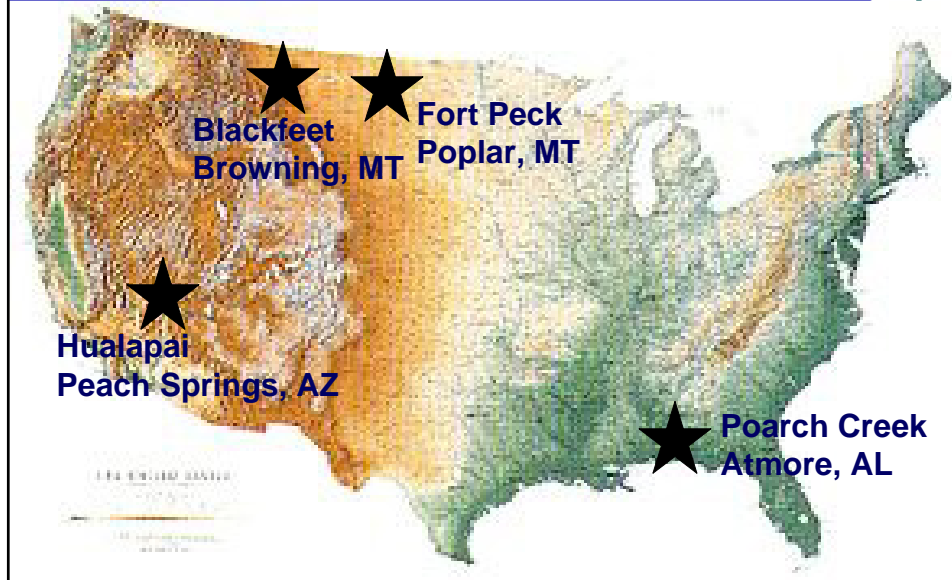 Blackfeet
Browning, MT
Fort Peck
Poplar, MT
Hualapai
Peach Springs, AZ
Poarch Creek
Atmore, AL